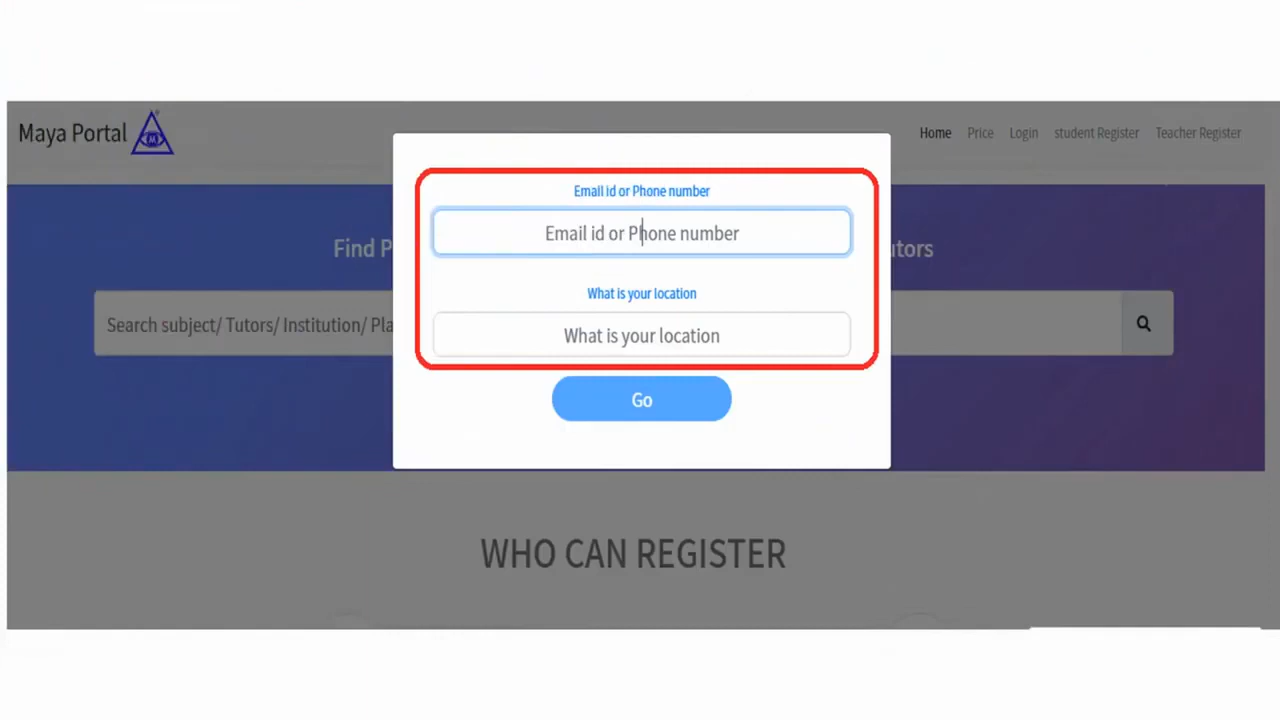 Maya Portal
M
Home Price Login student Register Teacher Register
Email id or Phone number
Email id or Phone number
Find P
utors
What is your location
Search subject/ Tutors/ Institution/ Pla
What is your location
Go
WHO CAN REGISTER